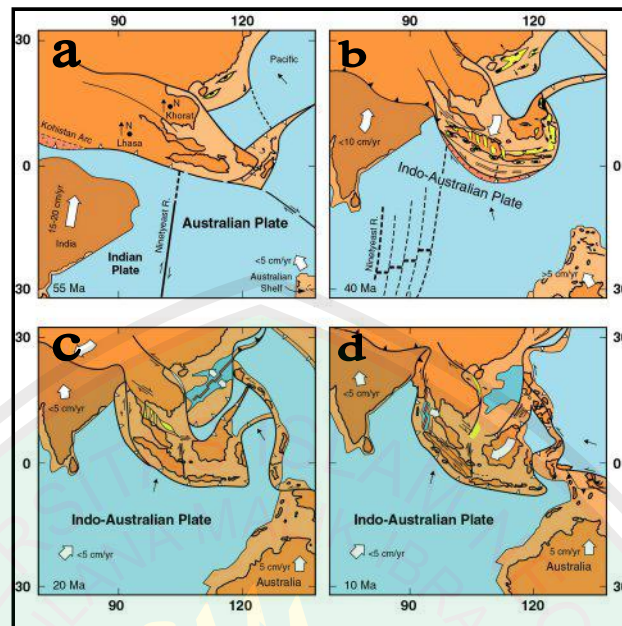 90
120
30
a
Pacific
N
Khorat
N
Lhasa
Kohistan Arc
0
15-20 cm/yr
India
Ninetyeast R.
Australian Plate
Indian
Plate
<5 cm/yr
Australian
Shelf
30
55 Ma
90
120
30
b
<10 cm/yr
0
Indo-Australian Plate
Ninetyeast R.
>5 cm/yr
30
40 Ma
30
c
<5 cm/yr
0
Indo-Australian Plate
<5 cm/yr
5 cm/yr
Australia
30
20 Ma
90
120
30
d
<5 cm/yr
0
Indo-Australian Plate
<5 cm/yr
5 cm/yr
Australia
30
10 Ma
90
120